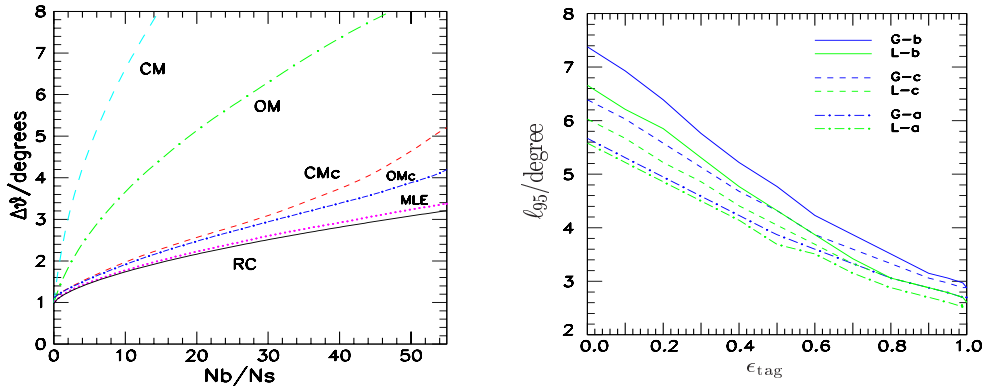 8
7
6
5
4
3
2
1
0
Δϑ/degrees
CM
OM
CMc
OMc
MLE
RC
0 10 20 30 40 50
Nb/Ns
8
7
6
5
4
3
2
ℓ95/degree
G-b
L-b
G-c
L-c
G-a
L-a
0.0 0.2 0.4 0.6 0.8 1.0
ϵtag